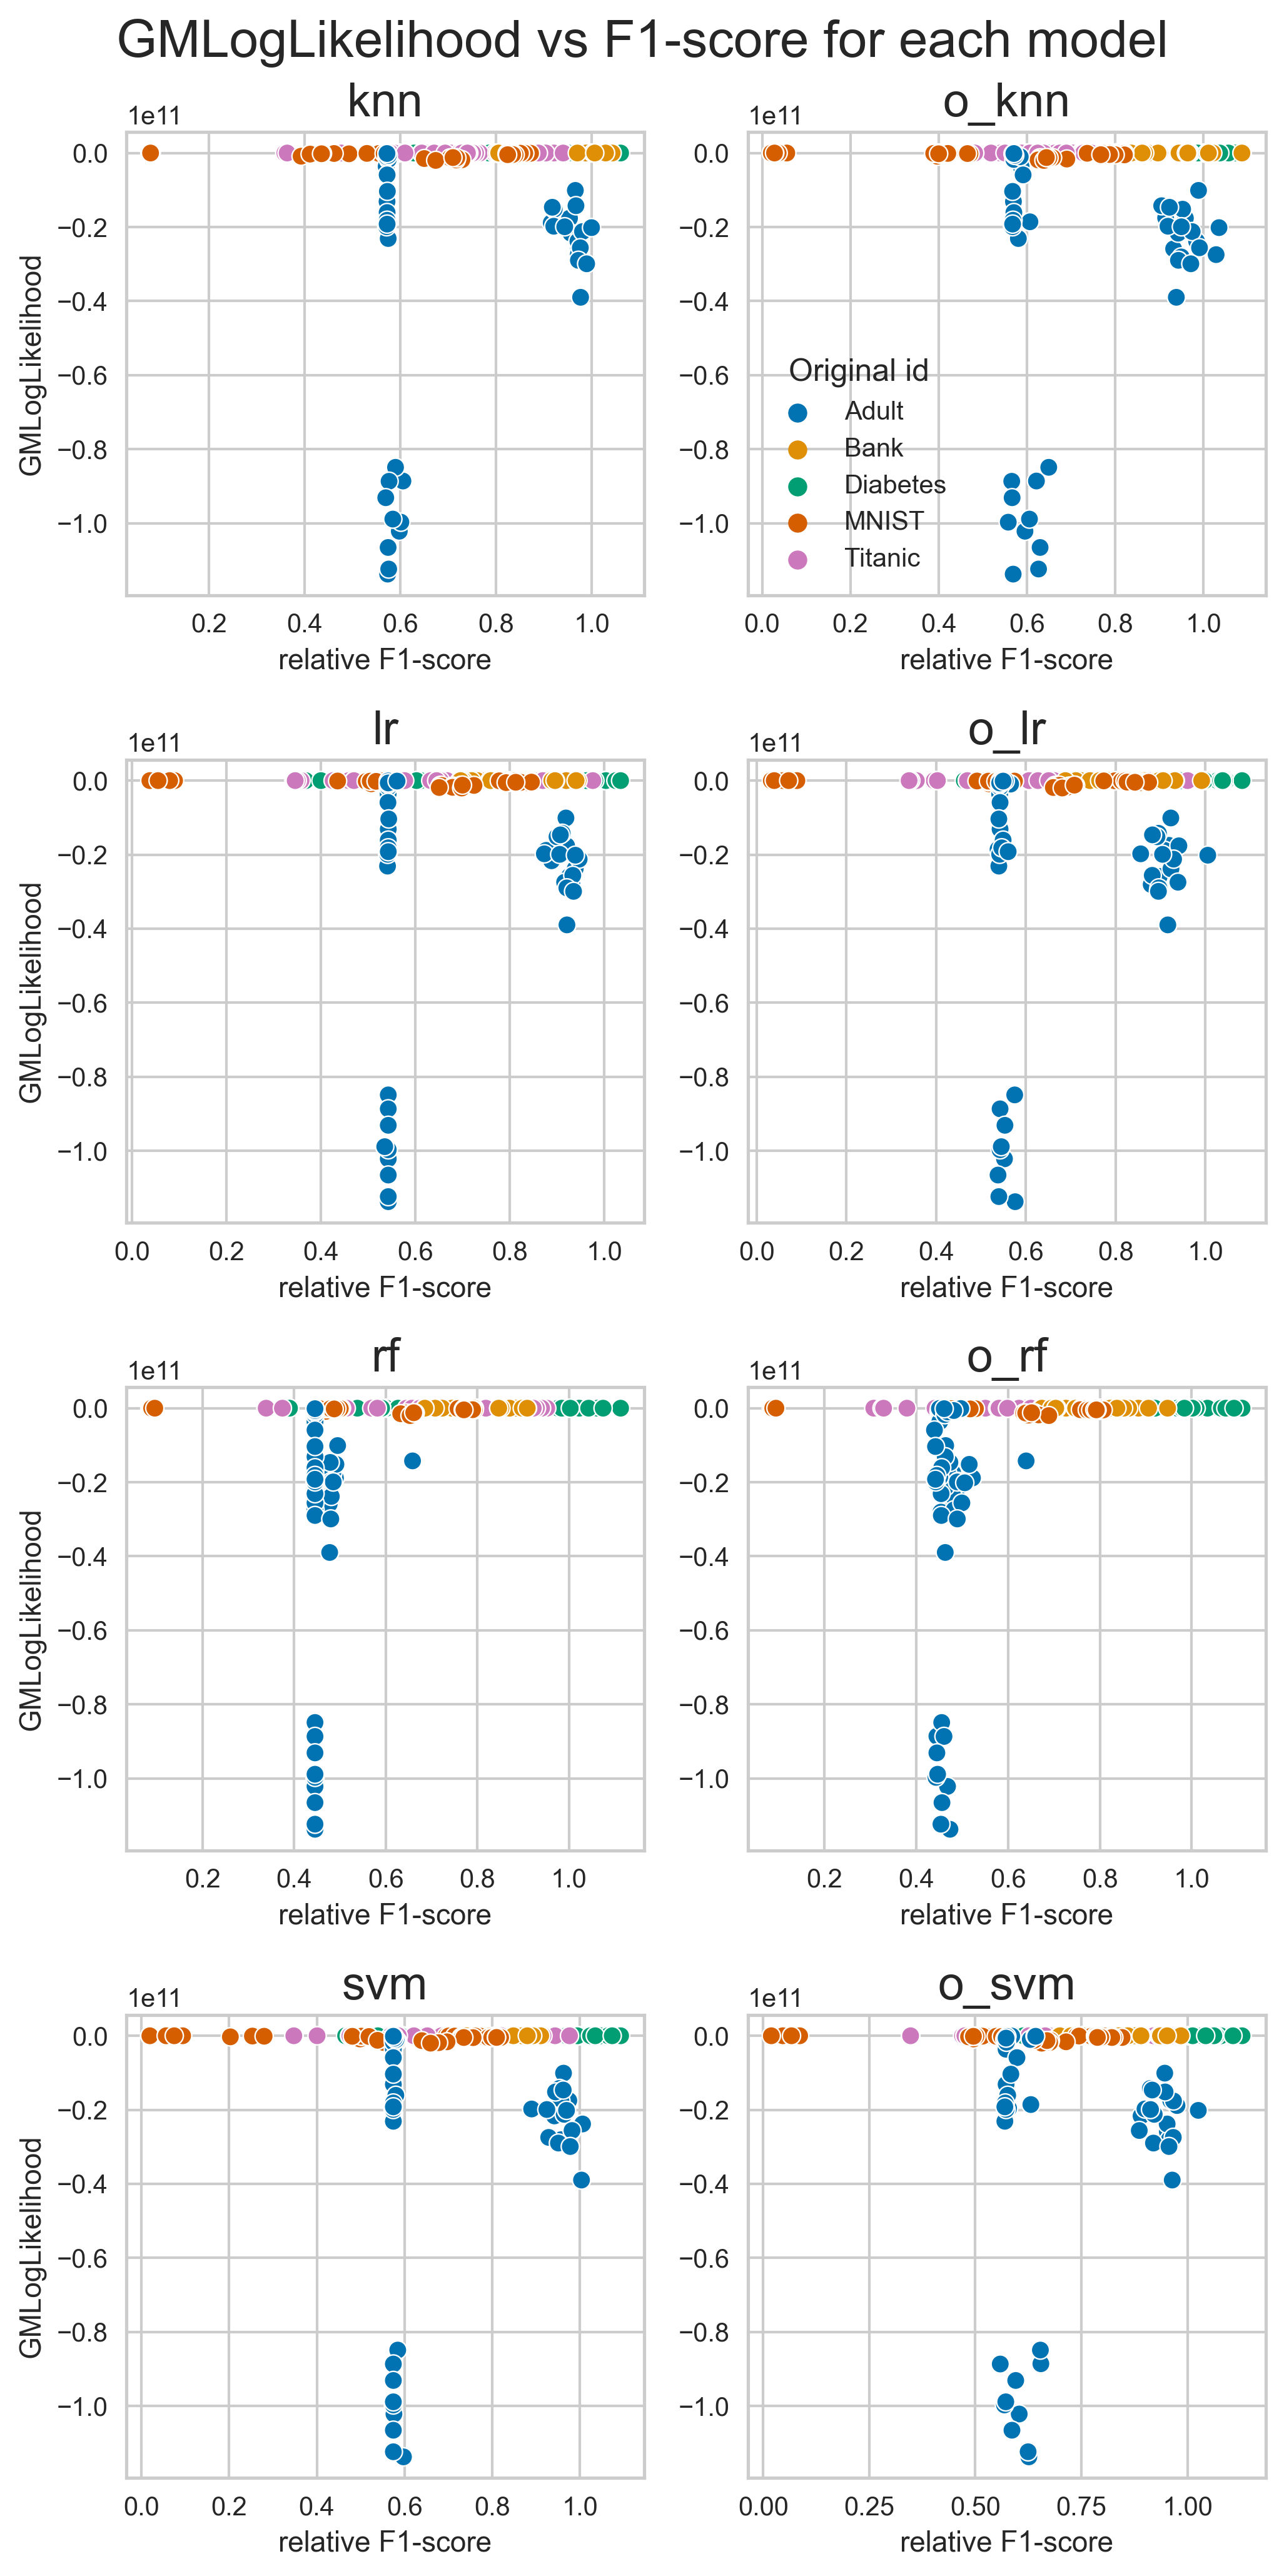 GMLogLikelihood vs F1-score for each model
knn
1e11
0.0
−0.2
−0.4
−0.6
−0.8
−1.0
GMLogLikelihood
0.2 0.4 0.6 0.8 1.0
relative F1-score
o_knn
1e11
0.0
−0.2
−0.4
−0.6
−0.8
−1.0
Original id
Adult
Bank
Diabetes
MNIST
Titanic
0.0 0.2 0.4 0.6 0.8 1.0
relative F1-score
lr
1e11
0.0
−0.2
−0.4
−0.6
−0.8
−1.0
GMLogLikelihood
0.0 0.2 0.4 0.6 0.8 1.0
relative F1-score
o_lr
1e11
0.0
−0.2
−0.4
−0.6
−0.8
−1.0
0.0 0.2 0.4 0.6 0.8 1.0
relative F1-score
rf
1e11
0.0
−0.2
−0.4
−0.6
−0.8
−1.0
GMLogLikelihood
0.2 0.4 0.6 0.8 1.0
relative F1-score
o_rf
1e11
0.0
−0.2
−0.4
−0.6
−0.8
−1.0
0.2 0.4 0.6 0.8 1.0
relative F1-score
svm
1e11
0.0
−0.2
−0.4
−0.6
−0.8
−1.0
GMLogLikelihood
0.0 0.2 0.4 0.6 0.8 1.0
relative F1-score
o_svm
1e11
0.0
−0.2
−0.4
−0.6
−0.8
−1.0
0.00 0.25 0.50 0.75 1.00
relative F1-score